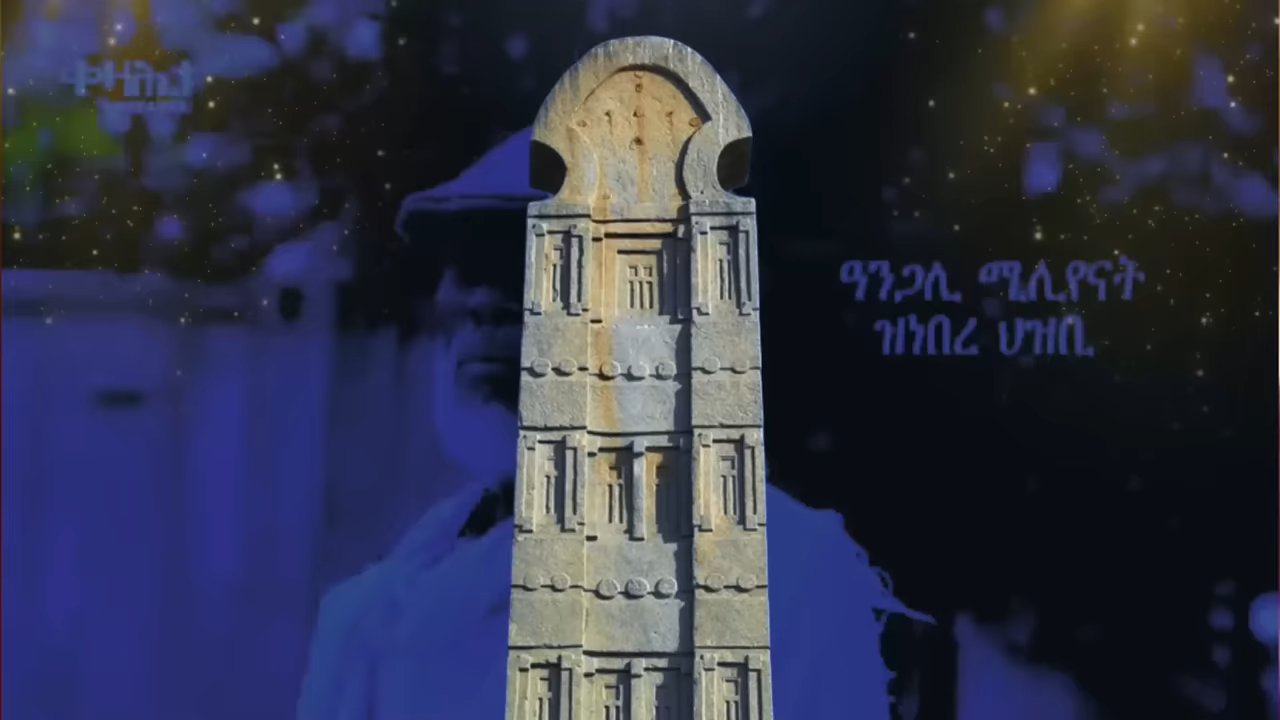 ዓንጋሊ ሚሊየናት
ዝነበረ ህዝቢ